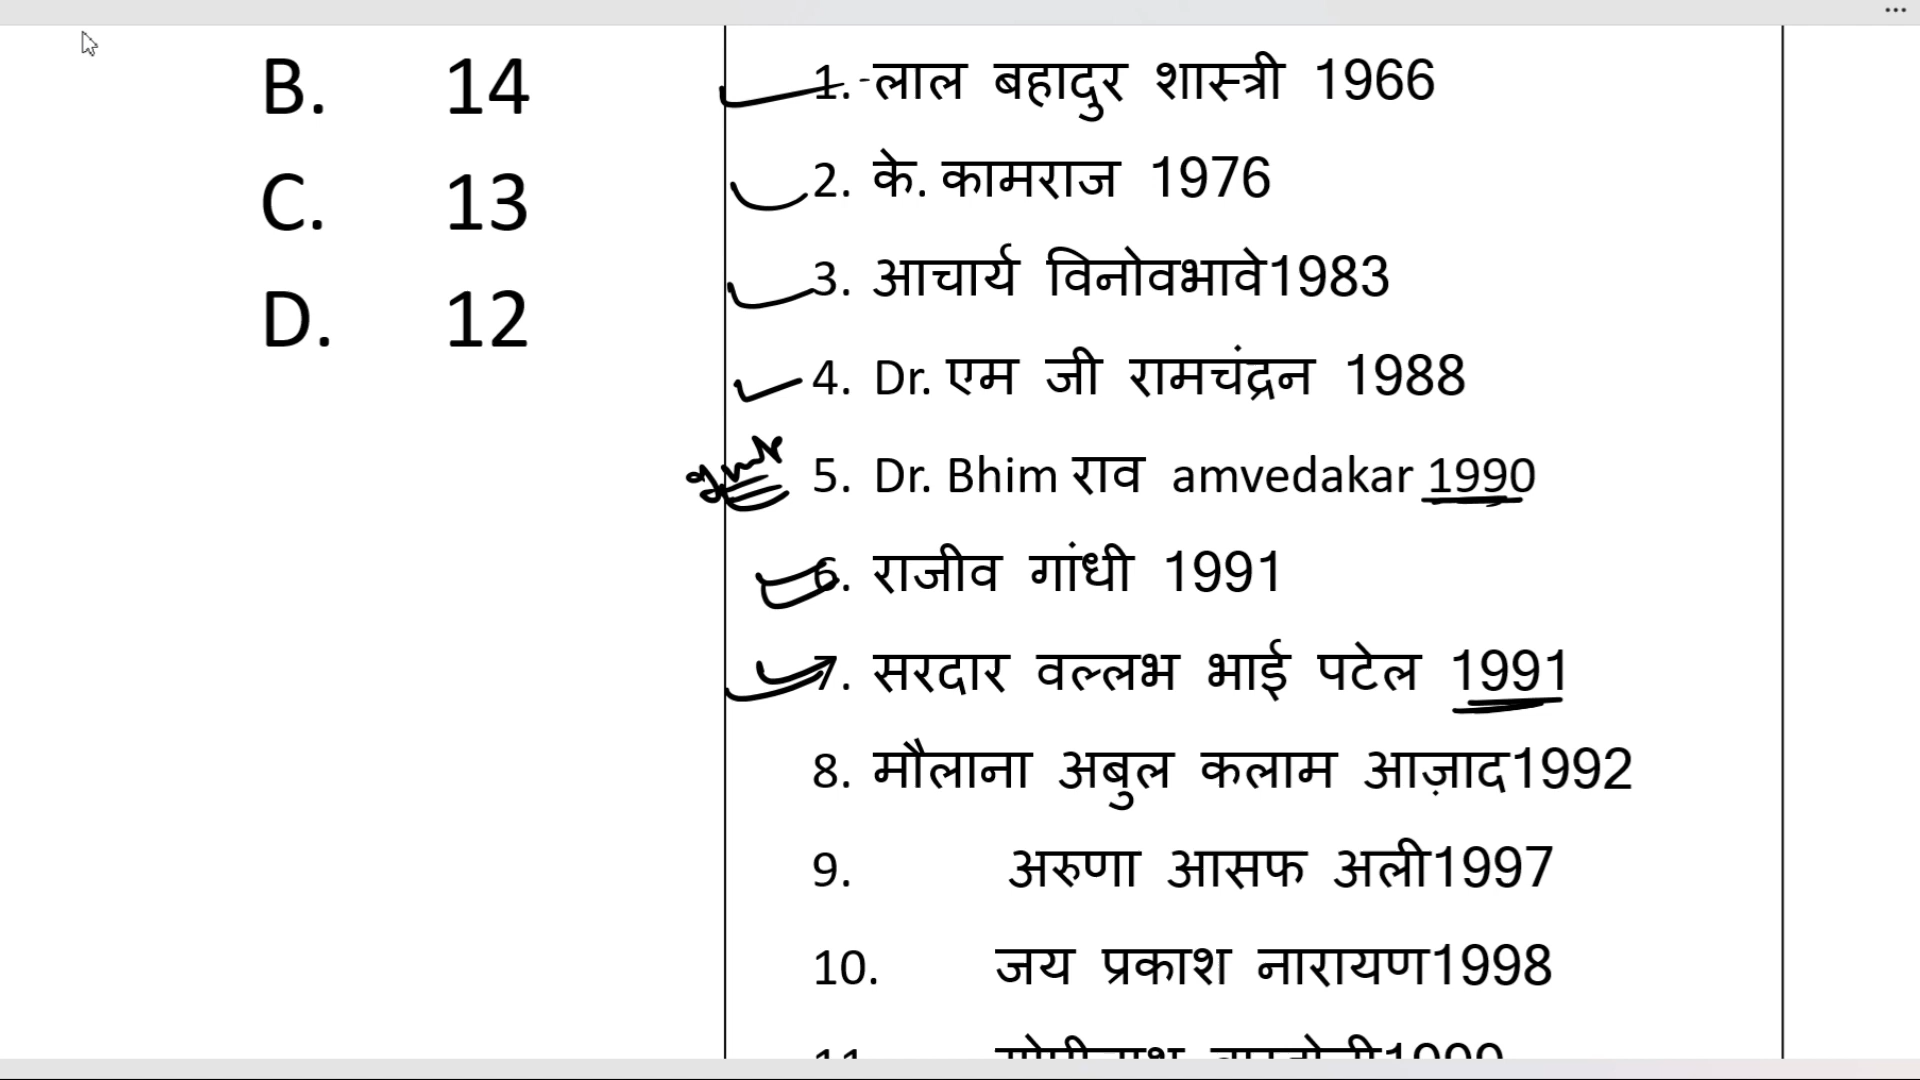 B. 14
C. 13
D. 12
1. -लाल बहादुर शास्त्री 1966
2. के. कामराज 1976
3. आचार्य विनोवभावे1983
4. Dr. एम जी रामचंद्रन 1988
5. Dr. Bhim राव amvedakar 1990
6. राजीव गांधी 1991
7. सरदार वल्लभ भाई पटेल 1991
8. मौलाना अबुल कलाम आज़ाद1992
9. अरुणा आसफ अली1997
10. जय प्रकाश नारायण1998